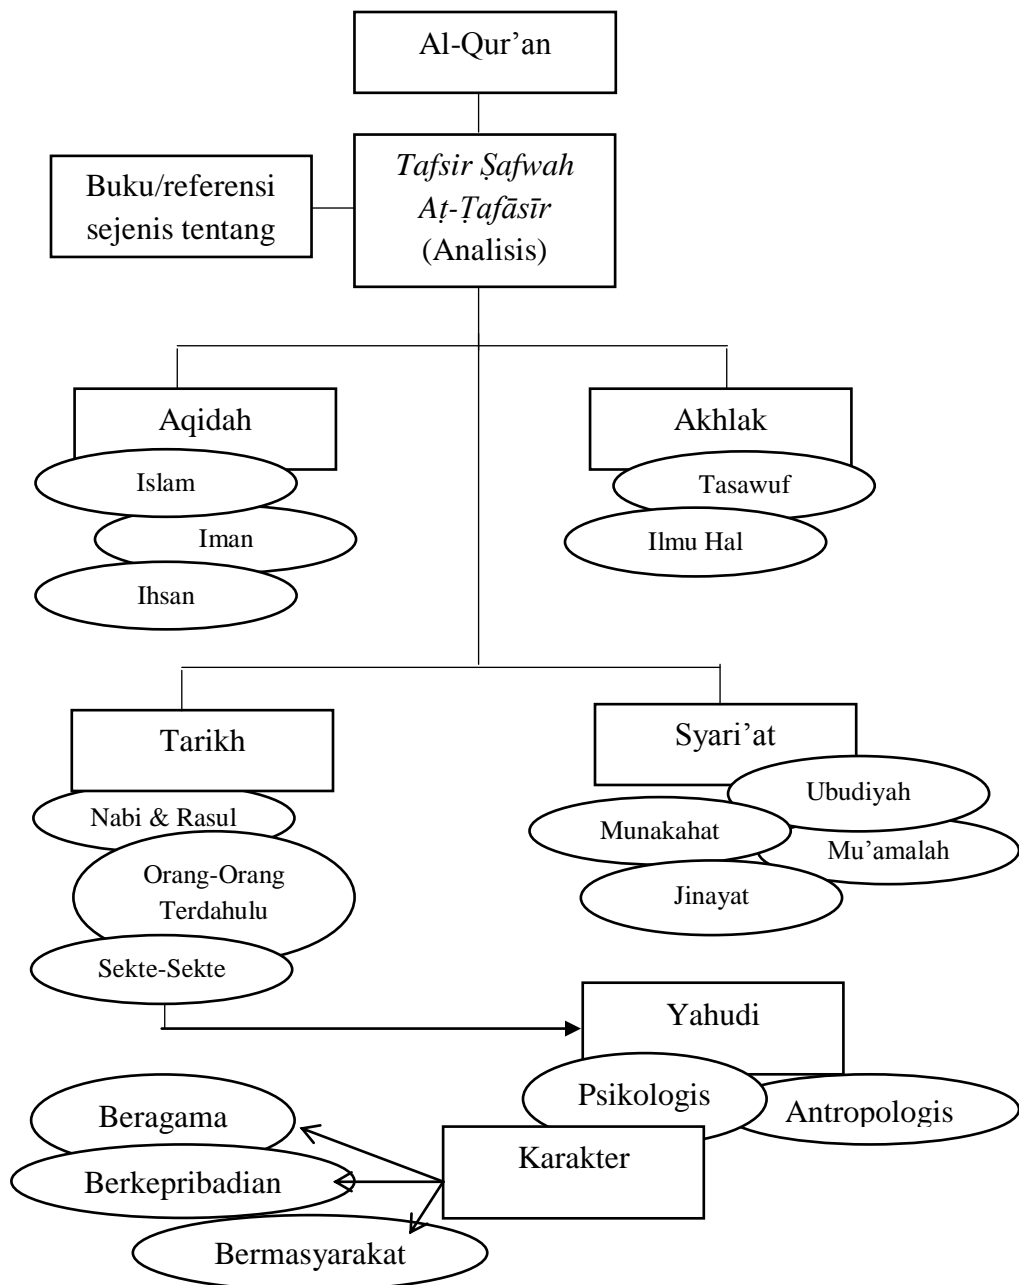 Al-Qur’an
Tafsir Ṣafwah
Aṭ-Ṭafāsīr
(Analisis)
Buku/referensi
sejenis tentang
Aqidah
Islam
Iman
Ihsan
Akhlak
Tasawuf
Ilmu Hal
Tarikh
Nabi & Rasul
Orang-Orang
Terdahulu
Sekte-Sekte
Syari’at
Ubudiyah
Munakahat
Mu’amalah
Jinayat
Yahudi
Psikologis
Antropologis
Karakter
Beragama
Berkepribadian
Bermasyarakat